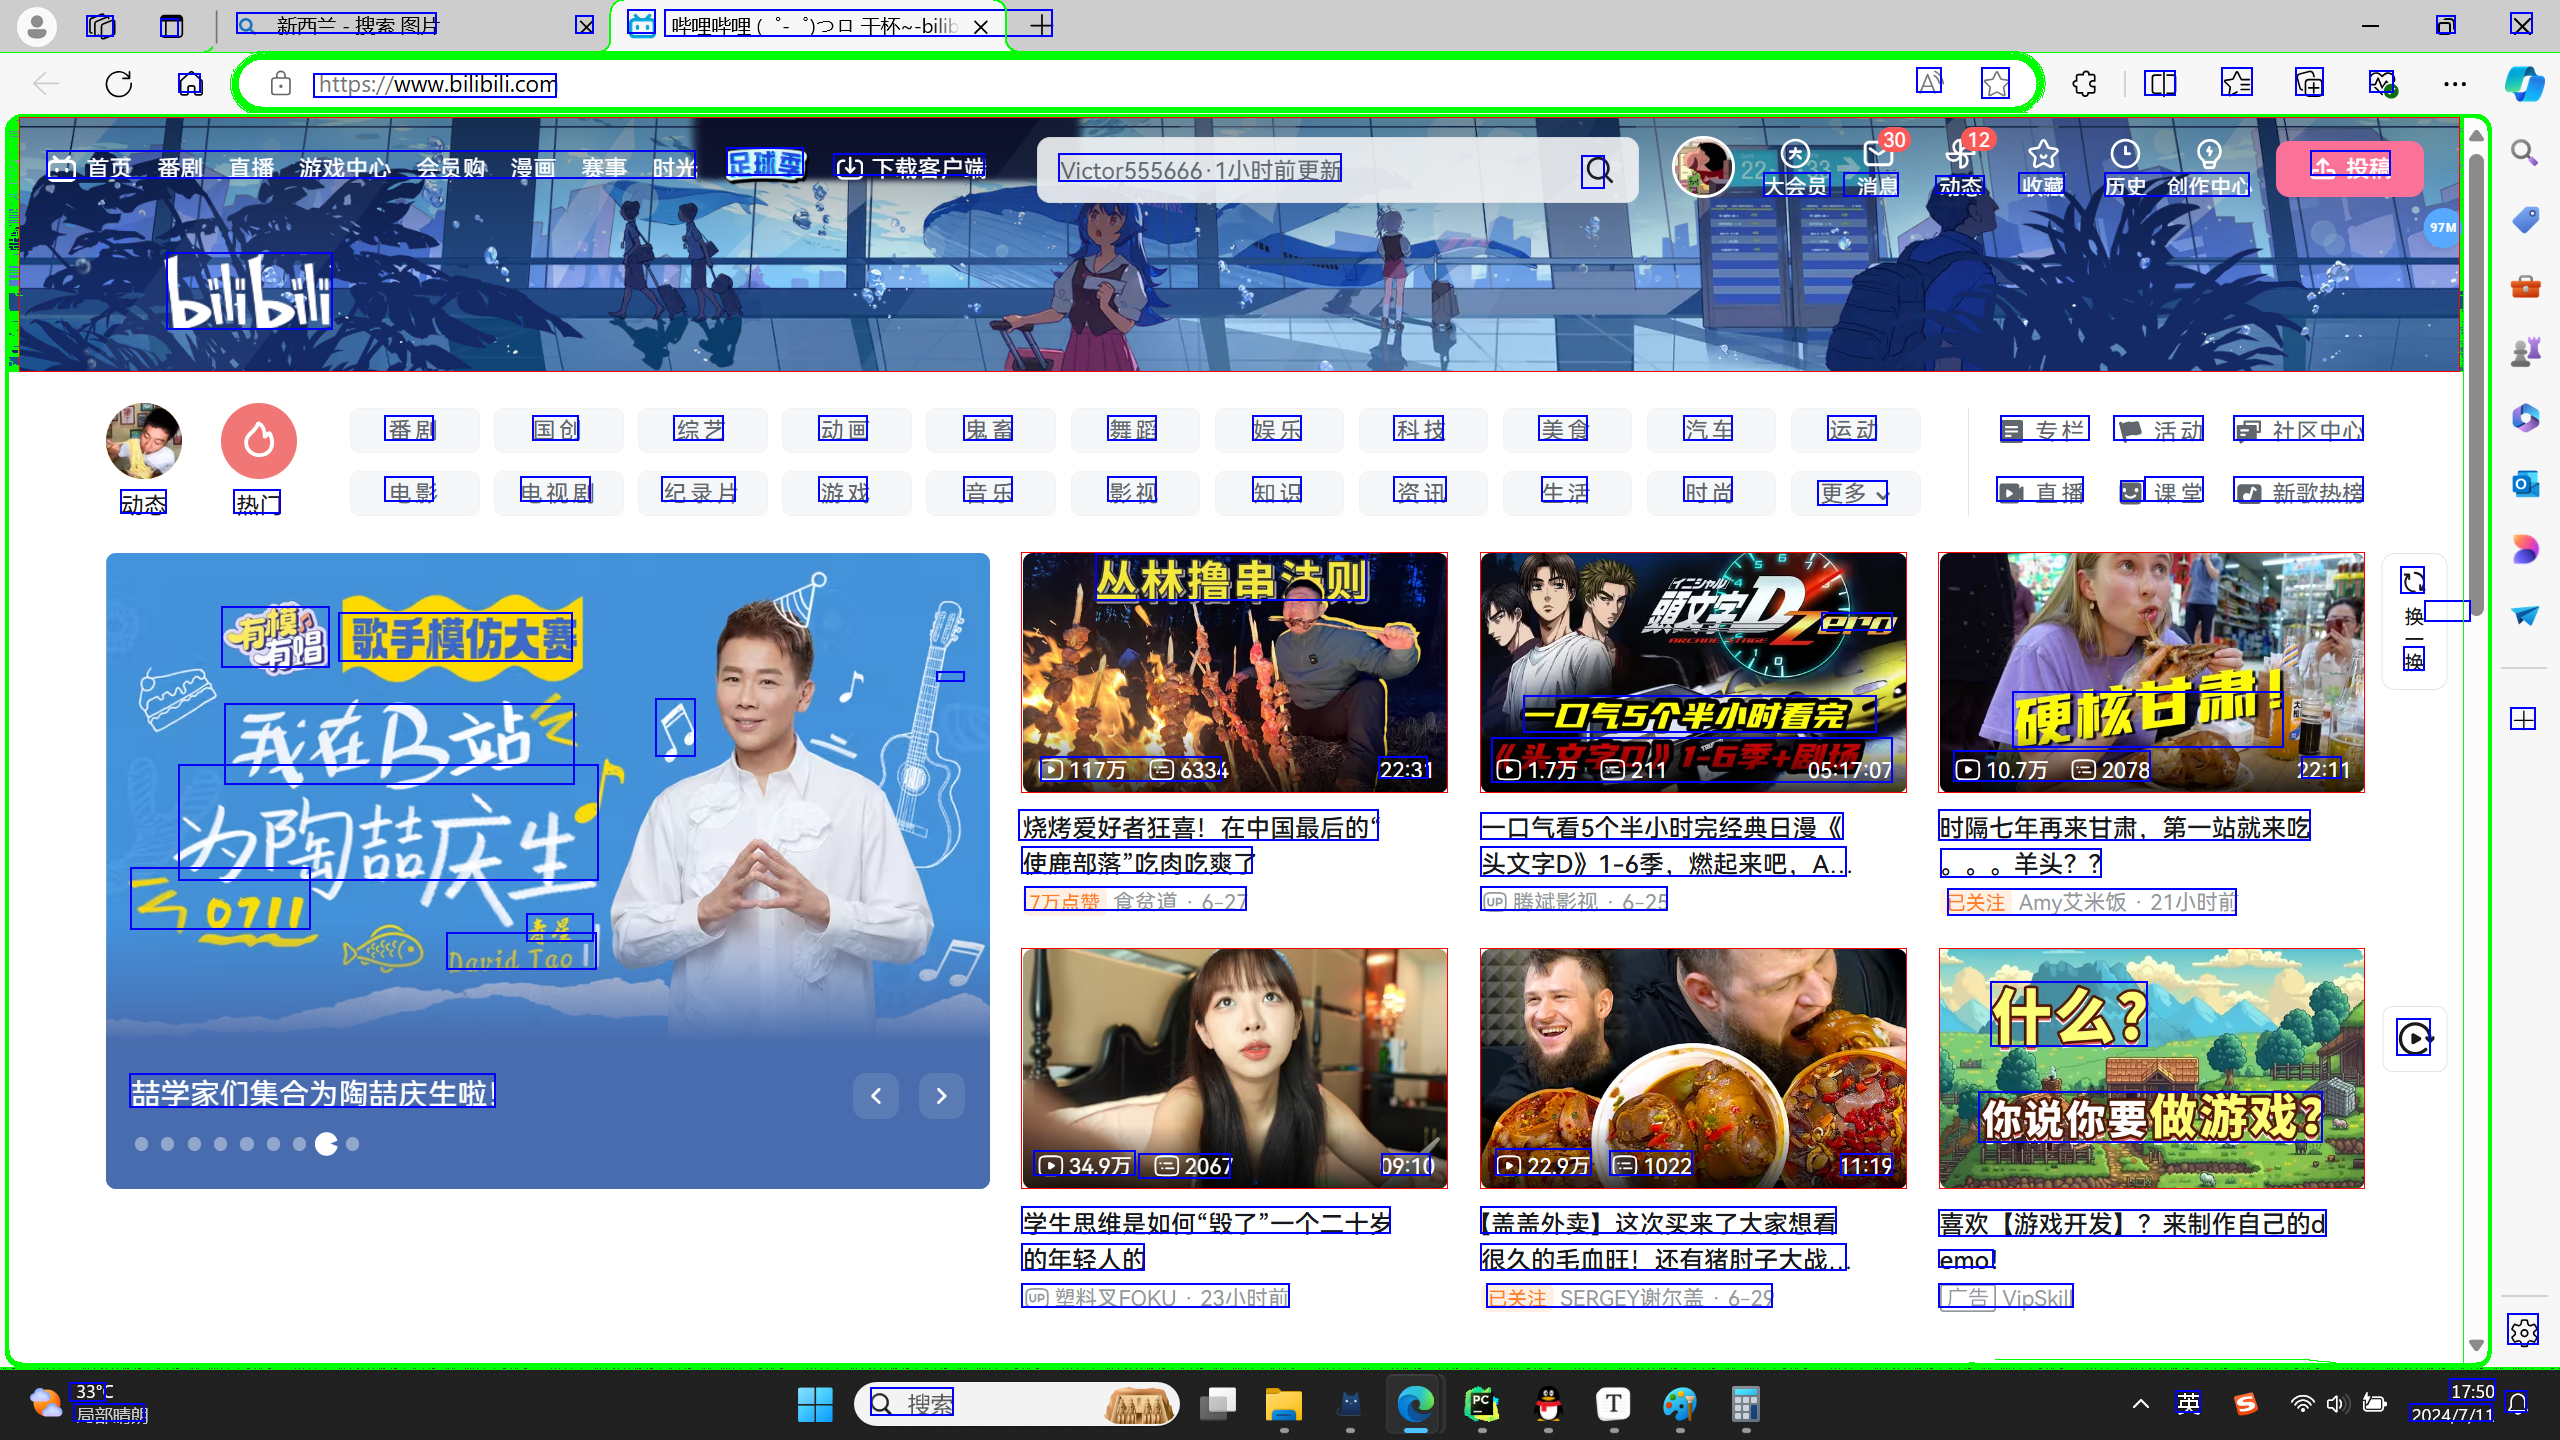 新西兰 - 搜索 图片
哔哩哔哩 (゜-゜)つロ 干杯~-bilib
https://www.bilibili.com
首页 番剧 直播 游戏中心 会员购 漫画 赛事 时光
足球季
下载客户端
Victor555666·1小时前更新
30
12
大会员 消息 动态 收藏 历史 创作中心
投稿
97M
bilibili
番剧 国创 综艺 动画 鬼畜 舞蹈 娱乐 科技 美食 汽车 运动
专栏 活动 社区中心
动态 热门
电影 电视剧 纪录片 游戏 音乐 影视 知识 资讯 生活 时尚 更多
直播 课堂 新歌热榜
有模有唱
歌手模仿大赛
我在B站
为陶喆庆生
0711
David Tao
喆学家们集合为陶喆庆生啦!
丛林撸串法则
117万 6334 22:31
烧烤爱好者狂喜！在中国最后的“
使鹿部落”吃肉吃爽了
7万点赞 食贫道 · 6-27
イニシャル
頭文字D Zero
ARCADE STAGE
一口气5个半小时看完
《头文字D》1-6季+剧场
1.7万 211 05:17:07
一口气看5个半小时完经典日漫《
头文字D》1-6季，燃起来吧，A...
UP 腾斌影视 · 6-25
硬核甘肃!
10.7万 2078 22:11
时隔七年再来甘肃，第一站就来吃
。。。羊头？?
已关注 Amy艾米饭 · 21小时前
换一换
34.9万 2067 09:10
学生思维是如何“毁了”一个二十岁
的年轻人的
UP 塑料叉FOKU · 23小时前
22.9万 1022 11:19
【盖盖外卖】这次买来了大家想看
很久的毛血旺！还有猪肘子大战...
已关注 SERGEY谢尔盖 · 6-29
什么?
你说你要做游戏?
喜欢【游戏开发】？来制作自己的d
emo!
广告 VipSkill
33°C
局部晴朗
搜索
英
17:50
2024/7/11